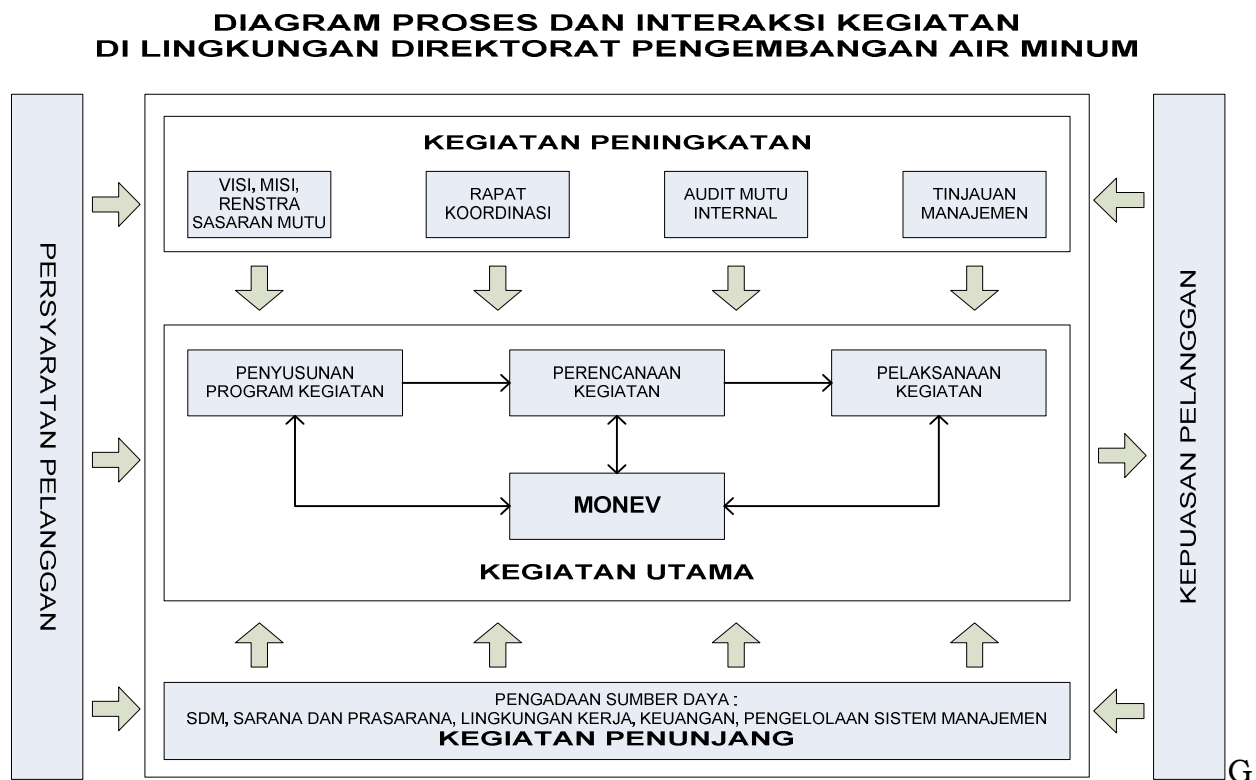 DIAGRAM PROSES DAN INTERAKSI KEGIATAN
DI LINGKUNGAN DIREKTORAT PENGEMBANGAN AIR MINUM
PERSYARATAN PELANGGAN
KEGIATAN PENINGKATAN
VISI, MISI,
RENSTRA
SASARAN MUTU
RAPAT
KOORDINASI
AUDIT MUTU
INTERNAL
TINJAUAN
MANAJEMEN
PENYUSUNAN
PROGRAM KEGIATAN
PERENCANAAN
KEGIATAN
PELAKSANAAN
KEGIATAN
MONEV
KEGIATAN UTAMA
PENGADAAN SUMBER DAYA :
SDM, SARANA DAN PRASARANA, LINGKUNGAN KERJA, KEUANGAN, PENGELOLAAN SISTEM MANAJEMEN
KEGIATAN PENUNJANG
KEPUASAN PELANGGAN
G